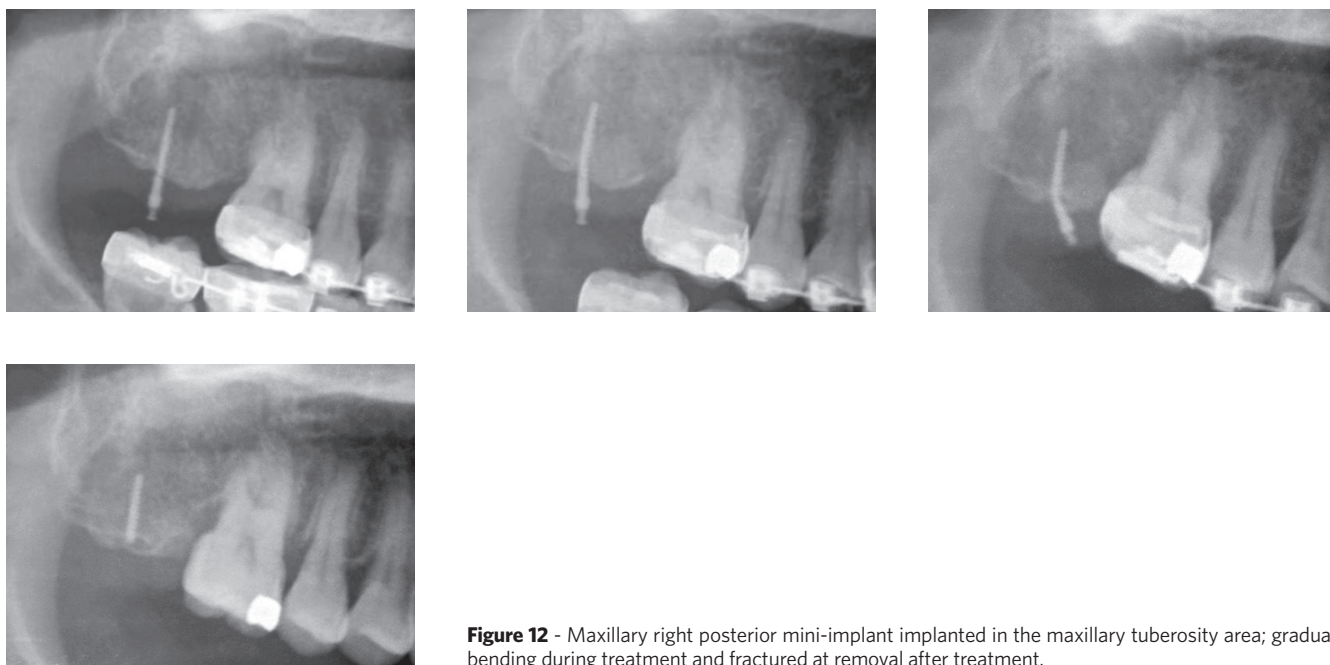 Figure 12 - Maxillary right posterior mini-implant implanted in the maxillary tuberosity area; gradual
bending during treatment and fractured at removal after treatment.